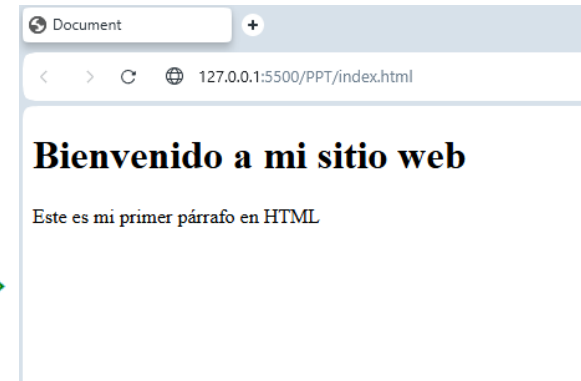 Document
127.0.0.1:5500/PPT/index.html
Bienvenido a mi sitio web
Este es mi primer párrafo en HTML